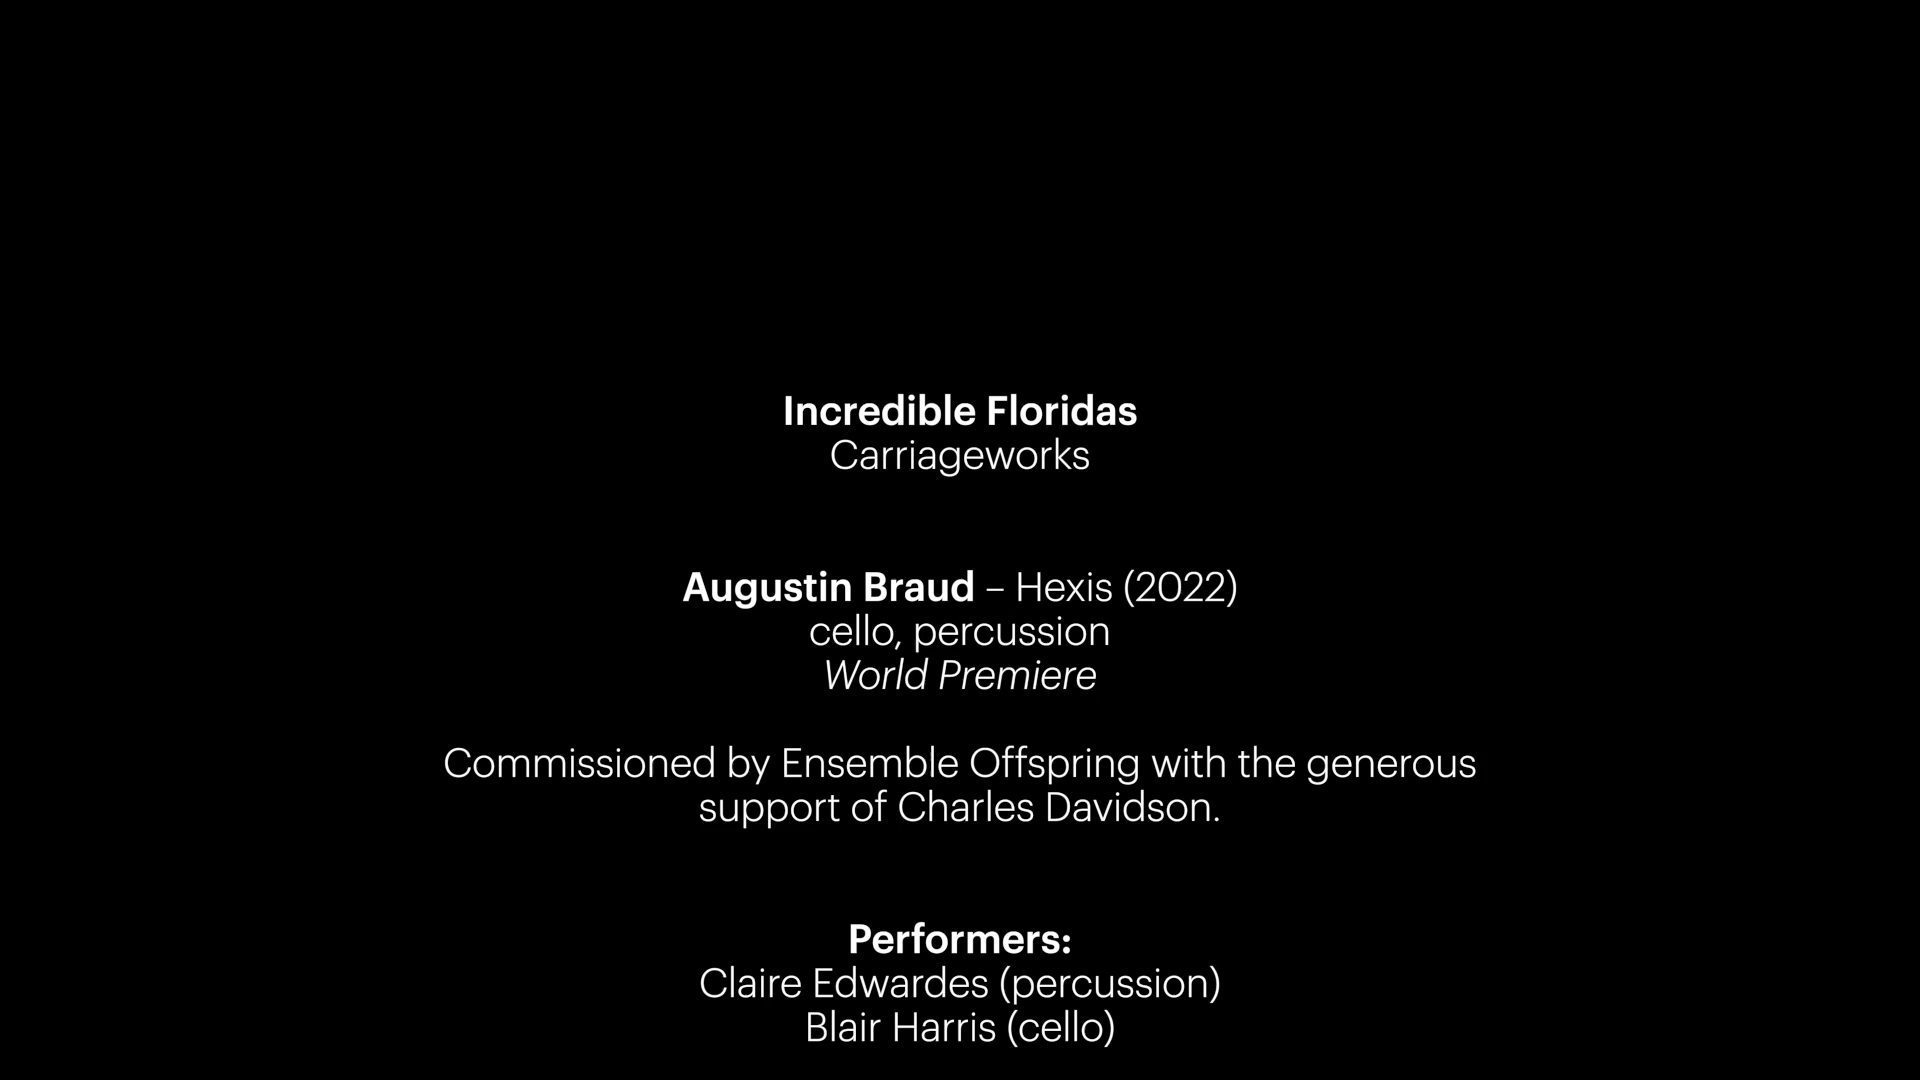 Incredible Floridas
Carriageworks
Augustin Braud – Hexis (2022)
cello, percussion
World Premiere
Commissioned by Ensemble Offspring with the generous
support of Charles Davidson.
Performers:
Claire Edwardes (percussion)
Blair Harris (cello)